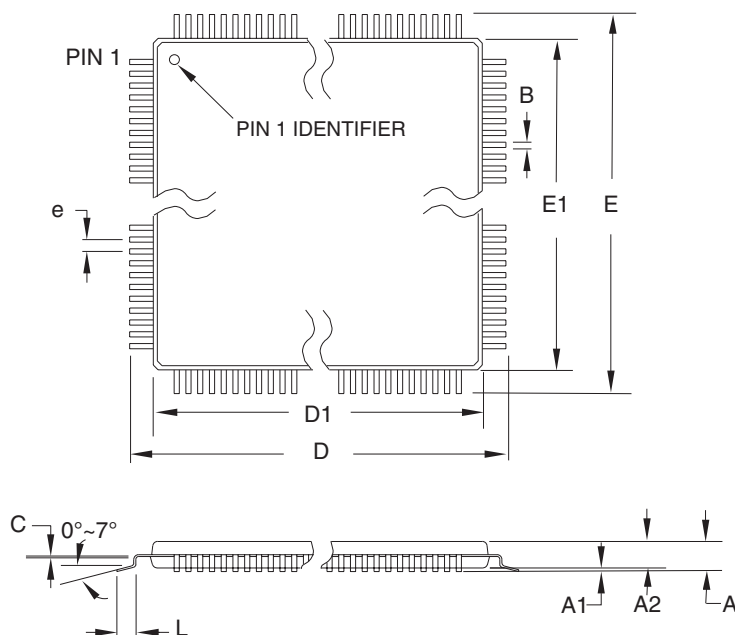 PIN 1
PIN 1 IDENTIFIER
B
e
E1
E
D1
D
C
0°~7°
L
A1
A2
A